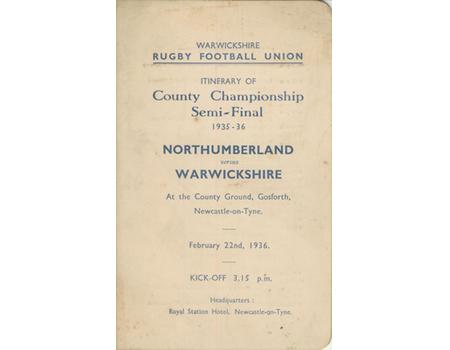 WARWICKSHIRE
RUGBY FOOTBALL UNION
ITINERARY OF
County Championship
Semi-Final
1935-36
NORTHUMBERLAND
versus
WARWICKSHIRE
At the County Ground, Gosforth,
Newcastle-on-Tyne.
February 22nd, 1936.
KICK-OFF 3.15 p.m.
Headquarters :
Royal Station Hotel, Newcastle-on-Tyne.